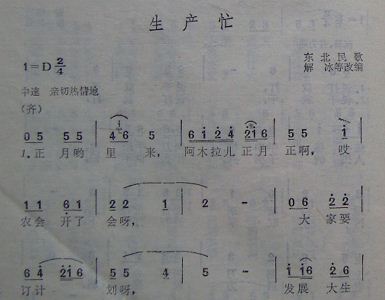 生产忙
1=D 2/4
东北民歌
解 冰等改编
中速 亲切热情地
(齐)
0 5 5 5 | 4 6 5 | 6 1 2 4 2 1 6 | 5 5 1 |
1.正月哟 里 来，阿木拉儿 正月 正啊， 哎
1 1 6 1 | 2 2 1 | 2 - | 0 6 2 2 |
农会 开了 会呀， 大 家要
6 4 2 1 6 | 5 5 4 | 5 - | 1 1 6 2 2 |
订计 划呀， 发展 大生